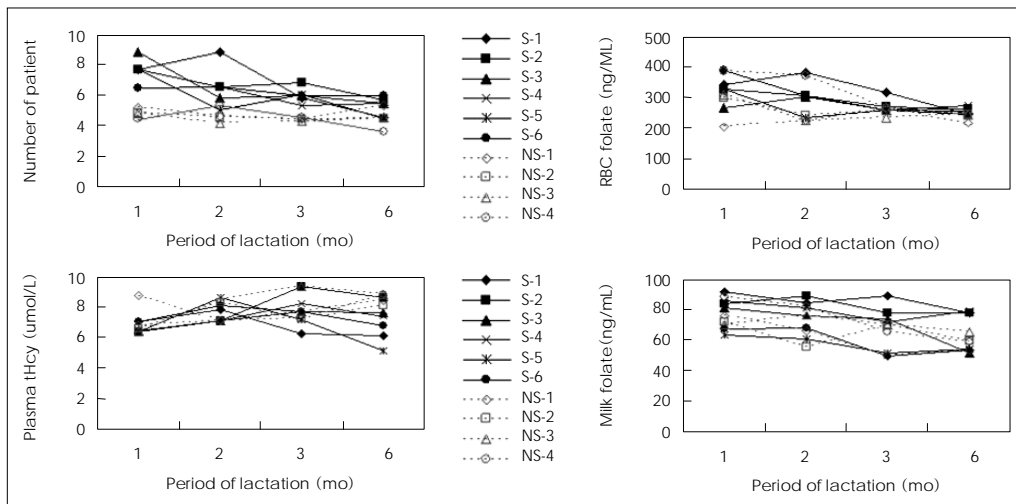 Number of patient
10
8
6
4
2
0
1 2 3 6
Period of lactation (mo)
S-1
S-2
S-3
S-4
S-5
S-6
NS-1
NS-2
NS-3
NS-4
RBC folate (ng/ML)
500
400
300
200
100
0
1 2 3 6
Period of lactation (mo)
Plasma tHcy (umol/L)
10
8
6
4
2
0
1 2 3 6
Period of lactation (mo)
S-1
S-2
S-3
S-4
S-5
S-6
NS-1
NS-2
NS-3
NS-4
Milk folate(ng/mL)
100
80
60
40
20
0
1 2 3 6
Period of lactation (mo)